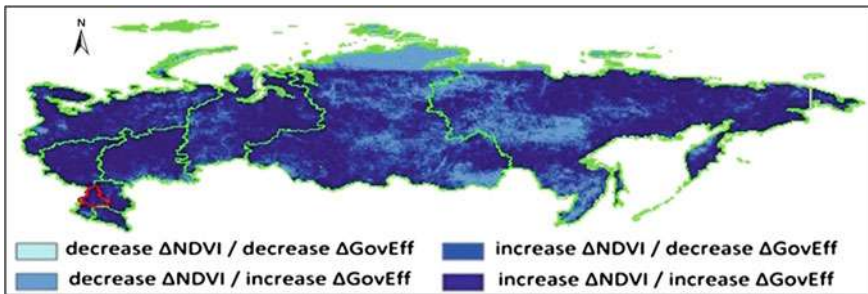 N
decrease ΔNDVI / decrease ΔGovEff
increase ΔNDVI / decrease ΔGovEff
decrease ΔNDVI / increase ΔGovEff
increase ΔNDVI / increase ΔGovEff